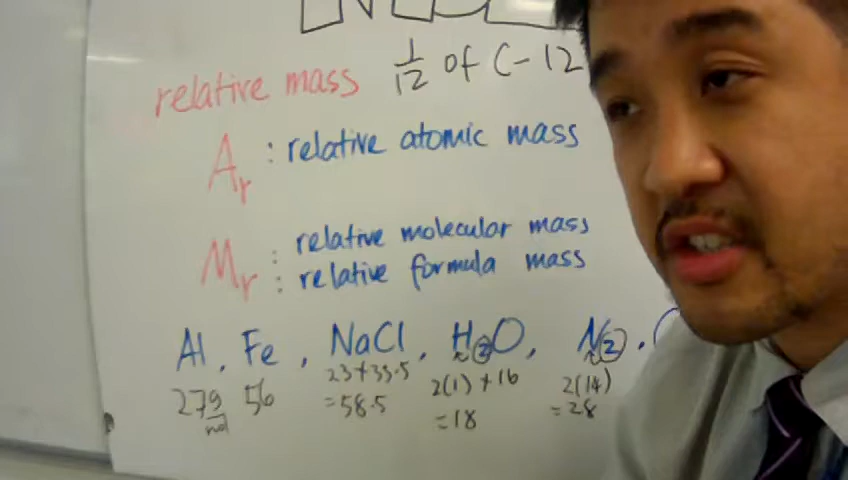 relative mass 1/12 of C-12
Ar : relative atomic mass
Mr : relative molecular mass
: relative formula mass
Al, Fe, NaCl, H2O, N2,
27g 56 23+35.5 2(1)+16 2(14)
mol =58.5 =18 =28